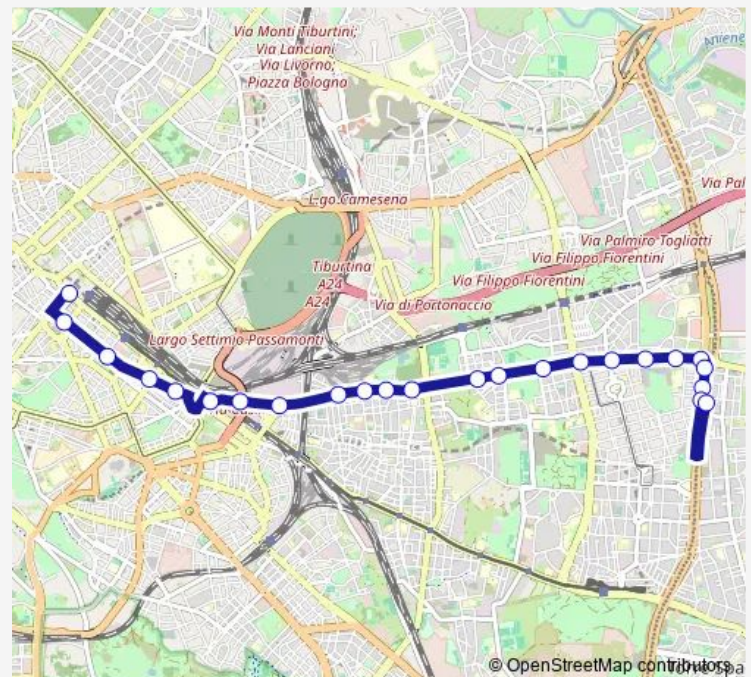 Via Monti Tiburtini;
Via Lanciani
Via Livorno;
Piazza Bologna
Aniene
L.go Camesena
Via Pal
Via Palmiro Togliatti
Via Filippo Fiorentini
Tiburtina
A24
A24
Via Filippo Fiorentini
Via di Portonaccio
Largo Settimio Passamonti
© OpenStreetMap contributors